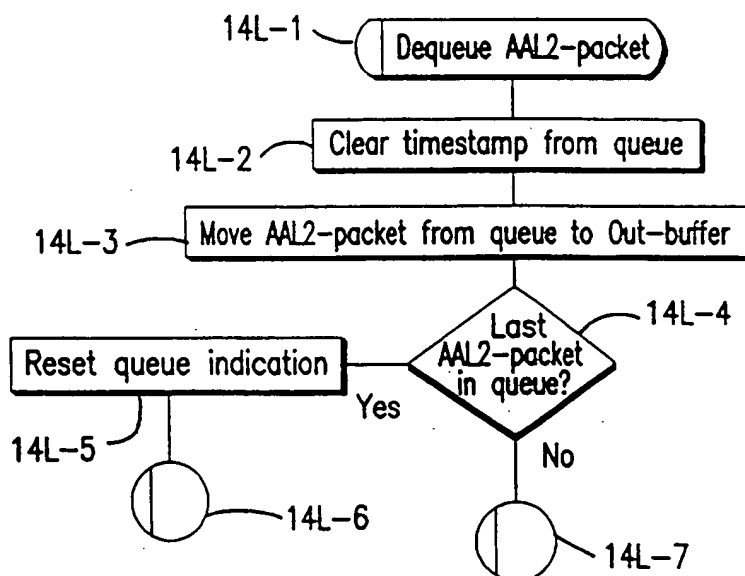 14L-1
Dequeue AAL2-packet
14L-2
Clear timestamp from queue
14L-3
Move AAL2-packet from queue to Out-buffer
14L-4
Last
AAL2-packet
in queue?
Reset queue indication
Yes
14L-5
No
14L-6
14L-7